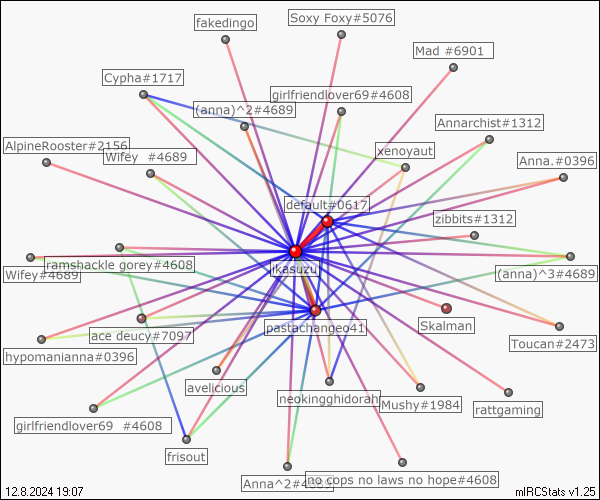 fakedingo
Soxy Foxy#5076
Mad #6901
Cypha#1717
girlfriendlover69#4608
(anna)^2#4689
Annarchist#1312
AlpineRooster#2156
Wifey #4689
xenoyaut
Anna.#0396
default#0617
zibbits#1312
Wifey#4689
ramshackle gorey#4608
ikasuzu
(anna)^3#4689
ace deucy#7097
pastachangeo41
Skalman
Toucan#2473
hypomanianna#0396
avelicious
neokingghidorah
Mushy#1984
rattgaming
girlfriendlover69 #4608
frisout
Anna^2#4689
no cops no laws no hope#4608
12.8.2024 19:07
mIRCStats v1.25